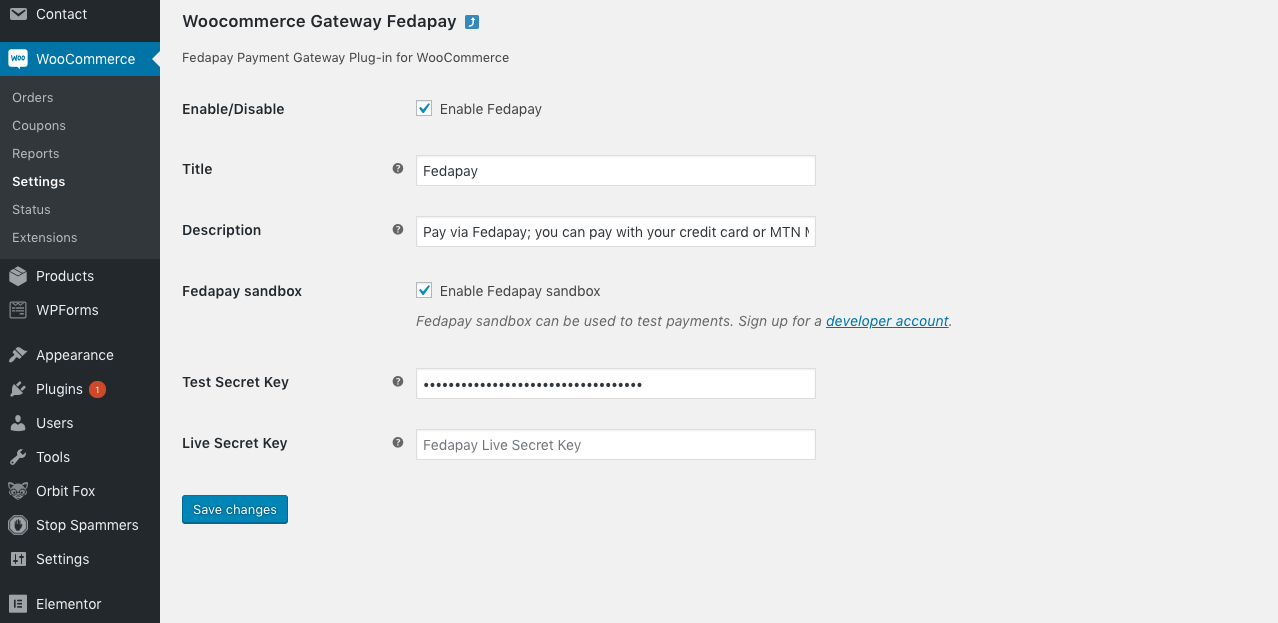 Contact
WooCommerce
Orders
Coupons
Reports
Settings
Status
Extensions
Products
WPForms
Appearance
Plugins 1
Users
Tools
Orbit Fox
Stop Spammers
Settings
Elementor
Woocommerce Gateway Fedapay
Fedapay Payment Gateway Plug-in for WooCommerce
Enable/Disable Enable Fedapay
Title ? Fedapay
Description ? Pay via Fedapay; you can pay with your credit card or MTN
Fedapay sandbox Enable Fedapay sandbox
Fedapay sandbox can be used to test payments. Sign up for a developer account.
Test Secret Key ? ••••••••••••••••••••••••••••••••••••
Live Secret Key ? Fedapay Live Secret Key
Save changes